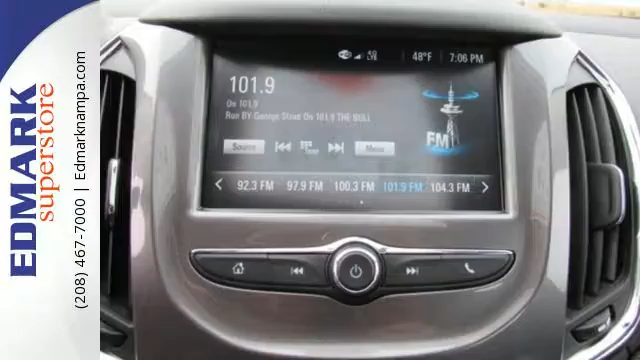 EDMARK
superstore
(208) 467-7000 | Edmarknampa.com
4G 48°F 7:06 PM
101.9
On 101.9
Run BY George Strait On 101.9 THE BULL
FM
Source Menu
92.3 FM 97.9 FM 100.3 FM 101.9 FM 104.3 FM